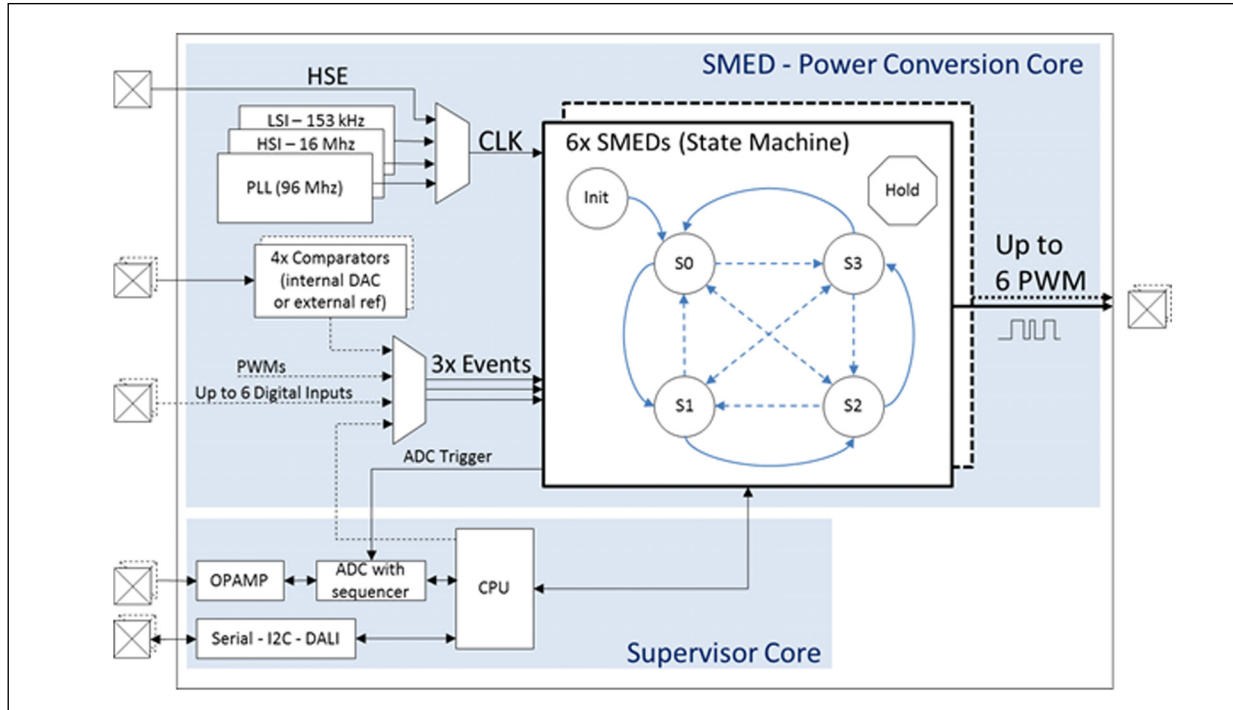 SMED - Power Conversion Core
HSE
LSI – 153 kHz
HSI – 16 Mhz
PLL (96 Mhz)
CLK
6x SMEDs (State Machine)
Init
Hold
S0
S3
S1
S2
Up to
6 PWM
4x Comparators
(internal DAC
or external ref)
PWMs
Up to 6 Digital Inputs
3x Events
ADC Trigger
OPAMP
ADC with
sequencer
CPU
Serial - I2C - DALI
Supervisor Core